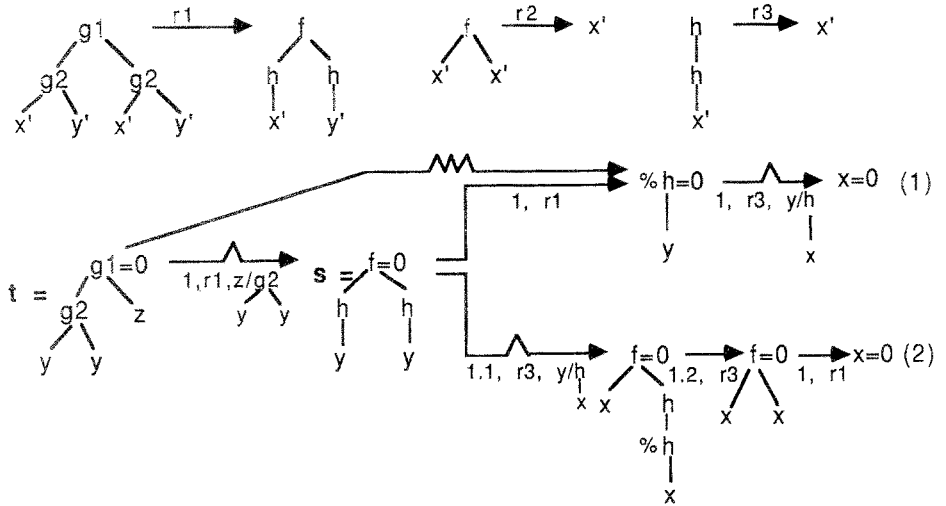 g1 r1 f f r2 x' h r3 x'
g2 g2 h h x' x' h
x' y' x' y' x' y' x'
% h=0 1, r3, y/h x=0 (1)
1, r1
y x
t = g1=0 1,r1,z/g2 s = f=0
g2 z y y h h
y y y y
1.1, r3, y/h f=0 1.2, r3 f=0 1, r1 x=0 (2)
x x h x x
% h
x